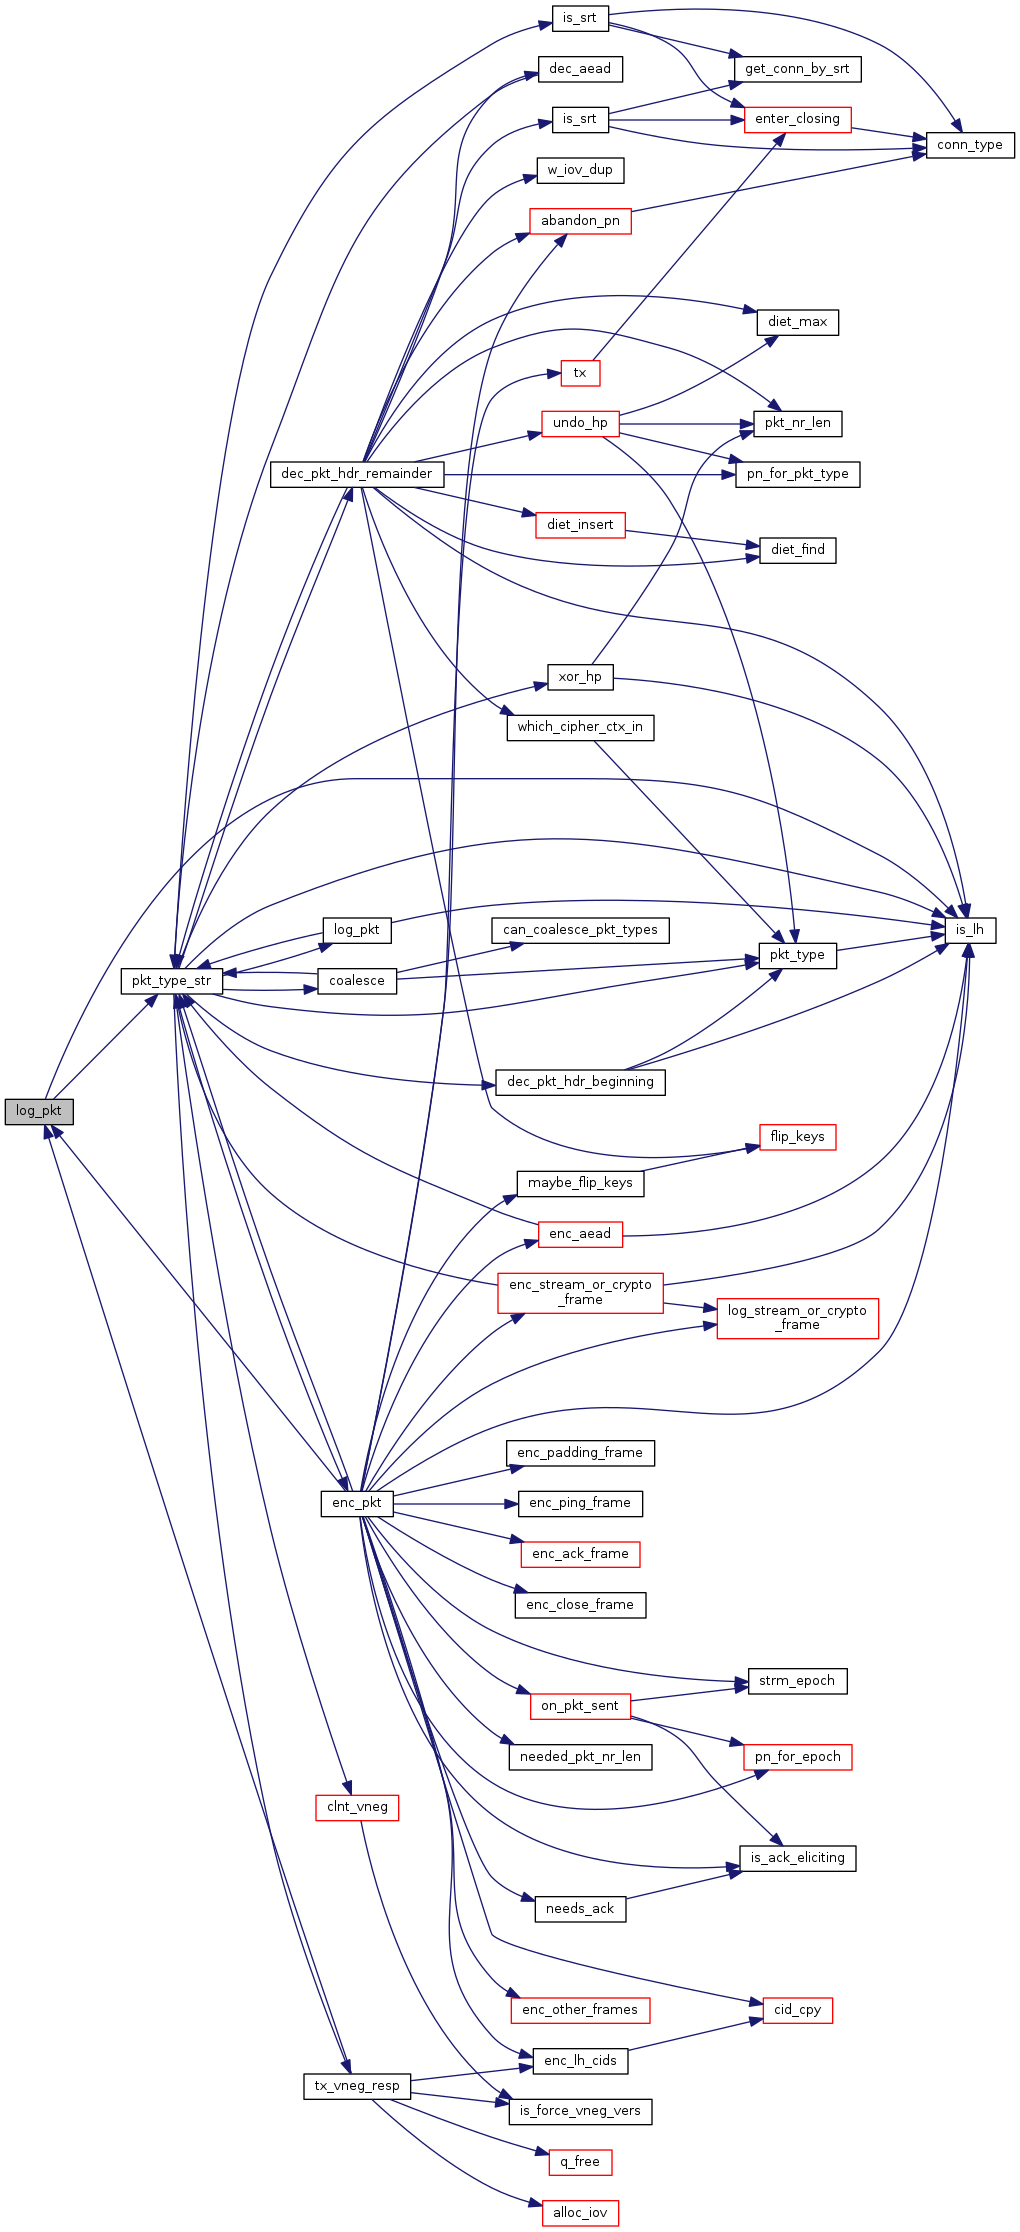 is_srt
dec_aead
get_conn_by_srt
is_srt
enter_closing
conn_type
w_iov_dup
abandon_pn
diet_max
tx
undo_hp
pkt_nr_len
dec_pkt_hdr_remainder
pn_for_pkt_type
diet_insert
diet_find
xor_hp
which_cipher_ctx_in
log_pkt
can_coalesce_pkt_types
is_lh
pkt_type
pkt_type_str
coalesce
dec_pkt_hdr_beginning
log_pkt
flip_keys
maybe_flip_keys
enc_aead
enc_stream_or_crypto
_frame
log_stream_or_crypto
_frame
enc_padding_frame
enc_pkt
enc_ping_frame
enc_ack_frame
enc_close_frame
strm_epoch
on_pkt_sent
needed_pkt_nr_len
pn_for_epoch
clnt_vneg
is_ack_eliciting
needs_ack
enc_other_frames
cid_cpy
enc_lh_cids
tx_vneg_resp
is_force_vneg_vers
q_free
alloc_iov